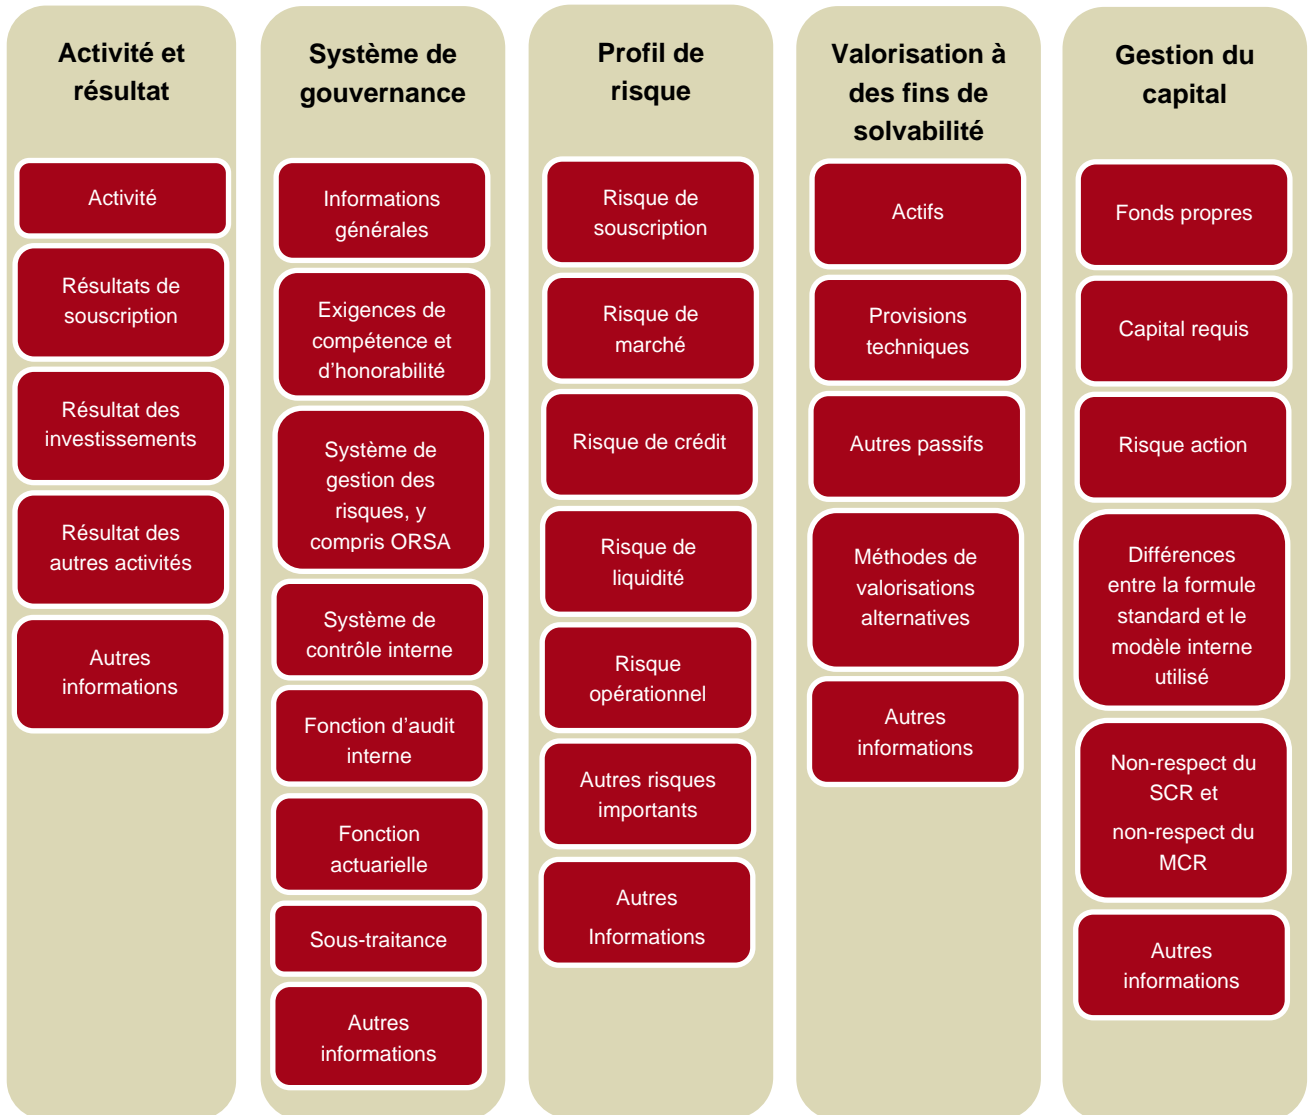 Activité et
résultat
Activité
Résultats de
souscription
Résultat des
investissements
Résultat des
autres activités
Autres
informations
Système de
gouvernance
Informations
générales
Exigences de
compétence et
d'honorabilité
Système de
gestion des
risques, y
compris ORSA
Système de
contrôle interne
Fonction d'audit
interne
Fonction
actuarielle
Sous-traitance
Autres
informations
Profil de
risque
Risque de
souscription
Risque de
marché
Risque de crédit
Risque de
liquidité
Risque
opérationnel
Autres risques
importants
Autres
Informations
Valorisation à
des fins de
solvabilité
Actifs
Provisions
techniques
Autres passifs
Méthodes de
valorisations
alternatives
Autres
informations
Gestion du
capital
Fonds propres
Capital requis
Risque action
Différences
entre la formule
standard et le
modèle interne
utilisé
Non-respect du
SCR et
non-respect du
MCR
Autres
informations